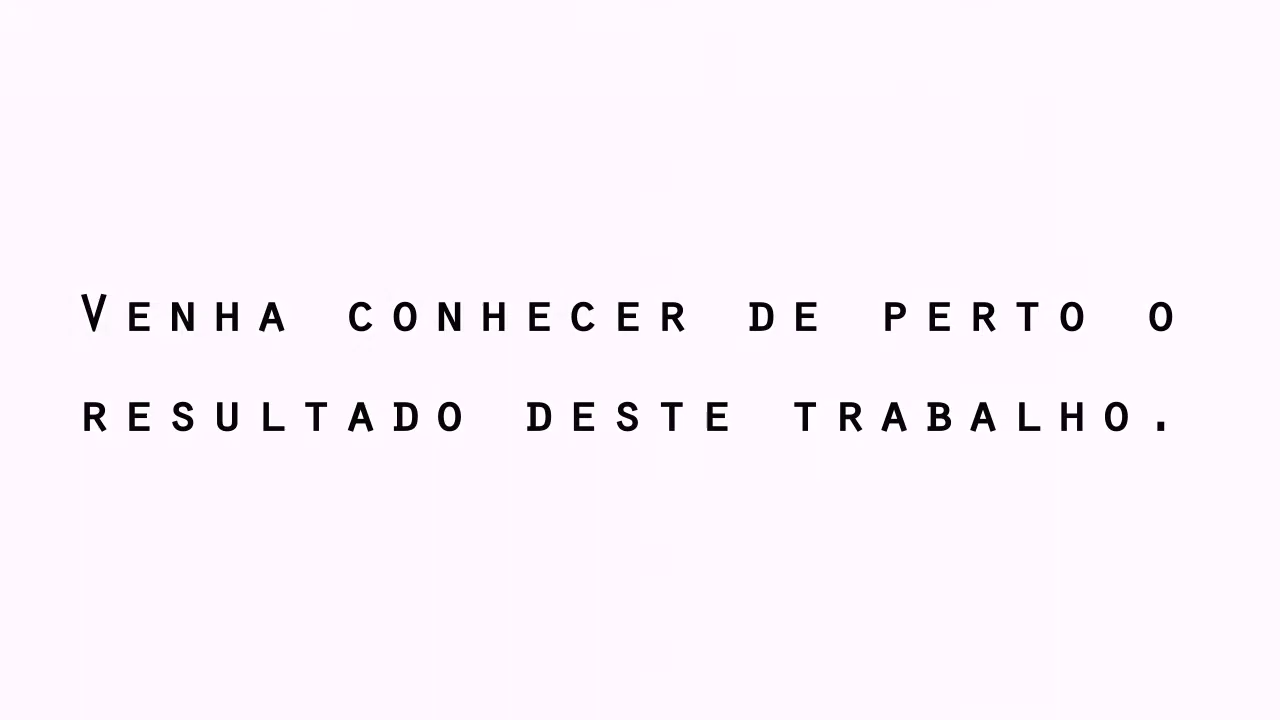 Venha conhecer de perto o
resultado deste trabalho.